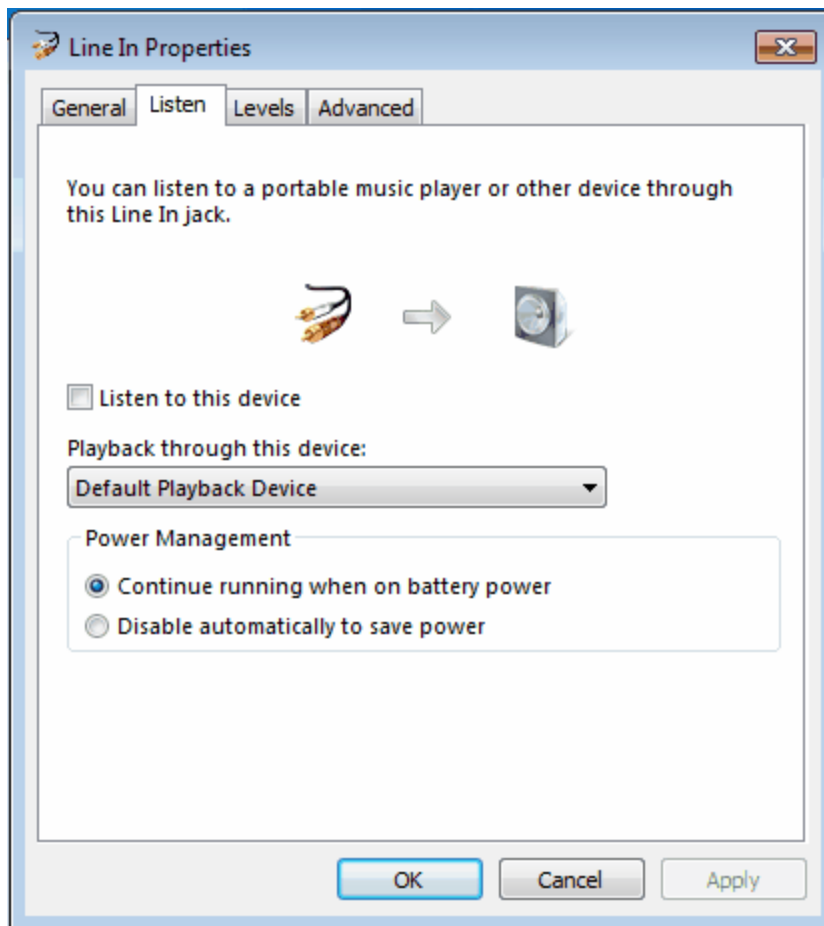 Line In Properties
General Listen Levels Advanced
You can listen to a portable music player or other device through
this Line In jack.
Listen to this device
Playback through this device:
Default Playback Device
Power Management
Continue running when on battery power
Disable automatically to save power
OK Cancel Apply